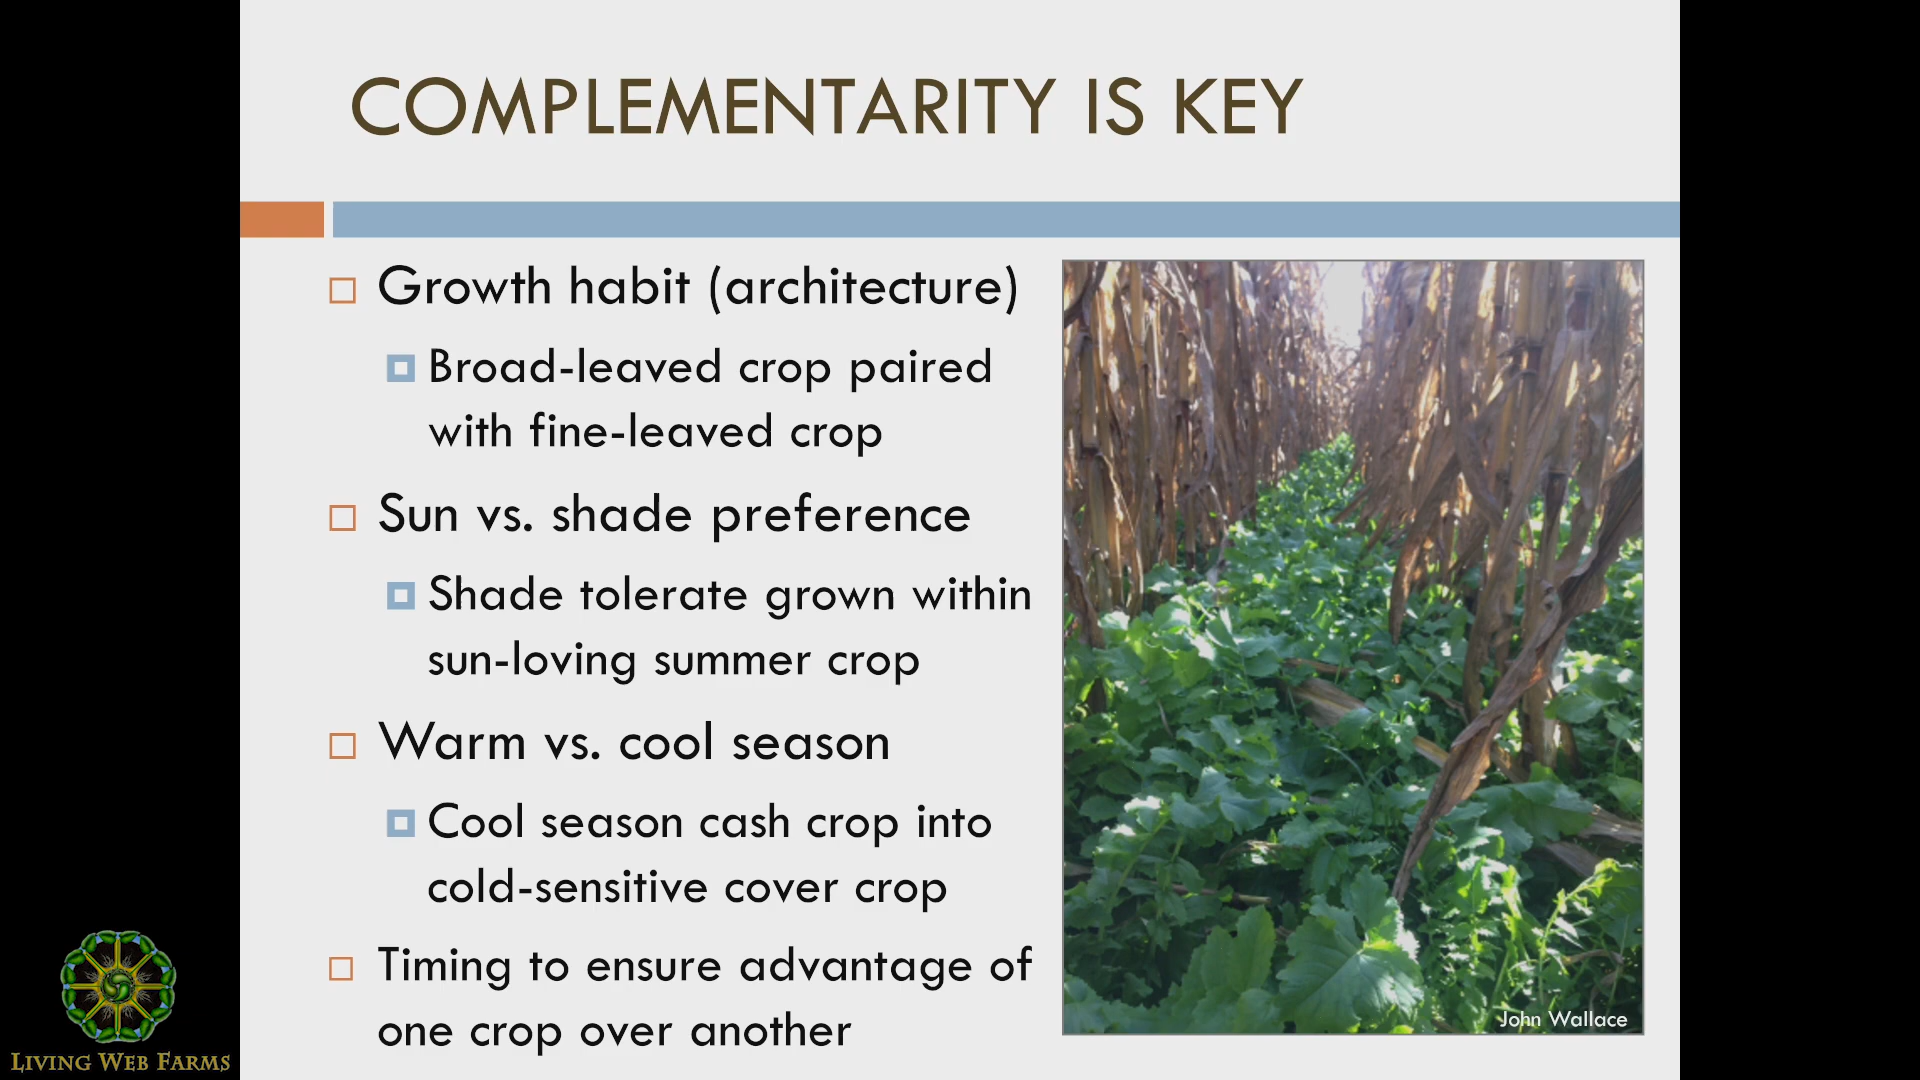 COMPLEMENTARITY IS KEY
Growth habit (architecture)
Broad-leaved crop paired
with fine-leaved crop
Sun vs. shade preference
Shade tolerate grown within
sun-loving summer crop
Warm vs. cool season
Cool season cash crop into
cold-sensitive cover crop
Timing to ensure advantage of
one crop over another
John Wallace
LIVING WEB FARMS